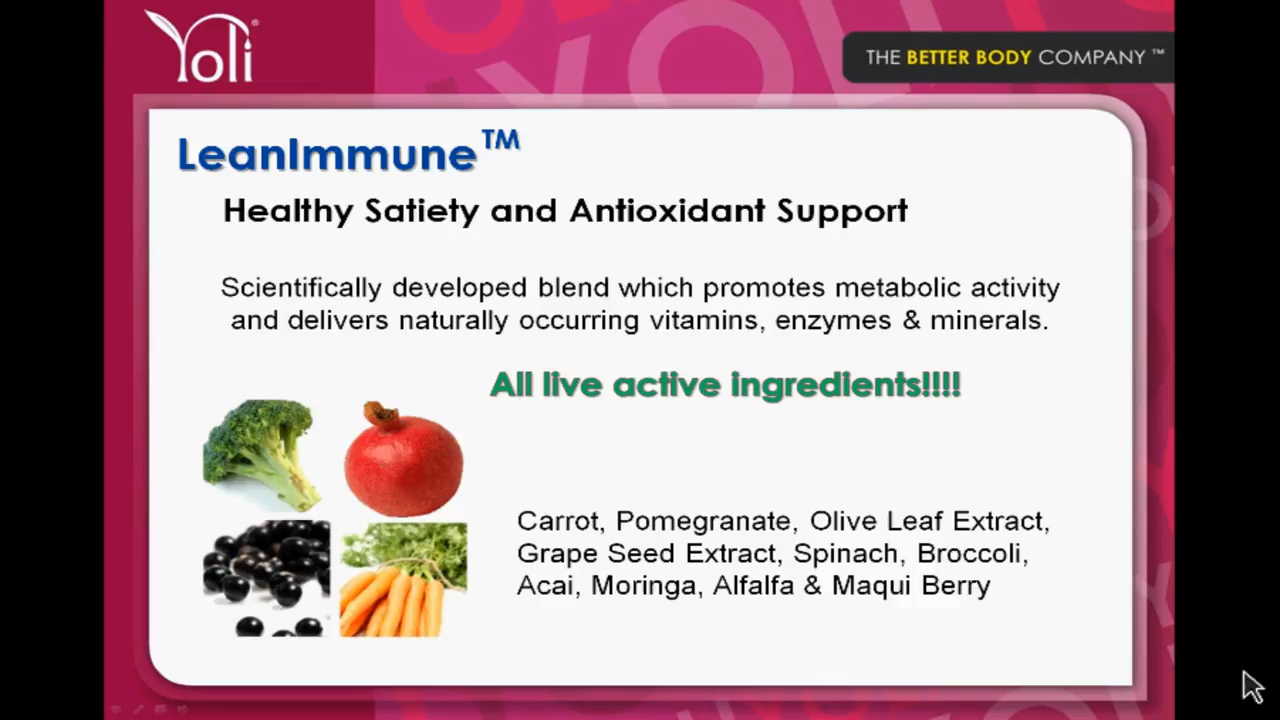 Yoli®
THE BETTER BODY COMPANY ™
LeanImmune™
Healthy Satiety and Antioxidant Support
Scientifically developed blend which promotes metabolic activity
and delivers naturally occurring vitamins, enzymes & minerals.
All live active ingredients!!!!
Carrot, Pomegranate, Olive Leaf Extract,
Grape Seed Extract, Spinach, Broccoli,
Acai, Moringa, Alfalfa & Maqui Berry